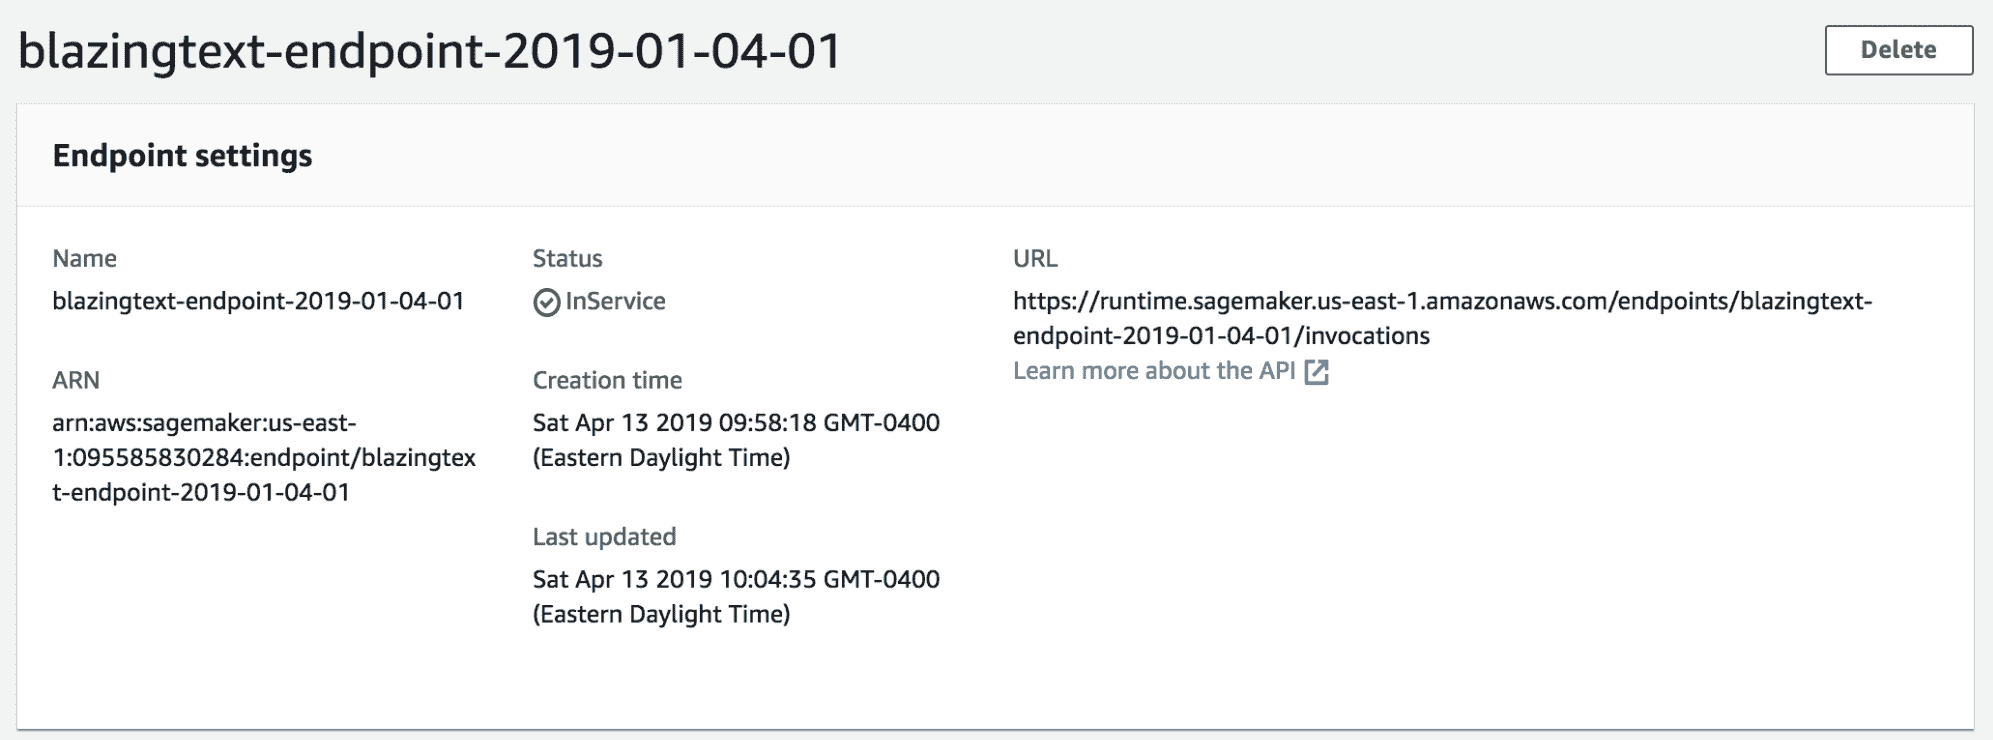 blazingtext-endpoint-2019-01-04-01
Delete
Endpoint settings
Name
blazingtext-endpoint-2019-01-04-01
ARN
arn:aws:sagemaker:us-east-
1:095585830284:endpoint/blazingtex
t-endpoint-2019-01-04-01
Status
InService
Creation time
Sat Apr 13 2019 09:58:18 GMT-0400
(Eastern Daylight Time)
Last updated
Sat Apr 13 2019 10:04:35 GMT-0400
(Eastern Daylight Time)
URL
https://runtime.sagemaker.us-east-1.amazonaws.com/endpoints/blazingtext-
endpoint-2019-01-04-01/invocations
Learn more about the API